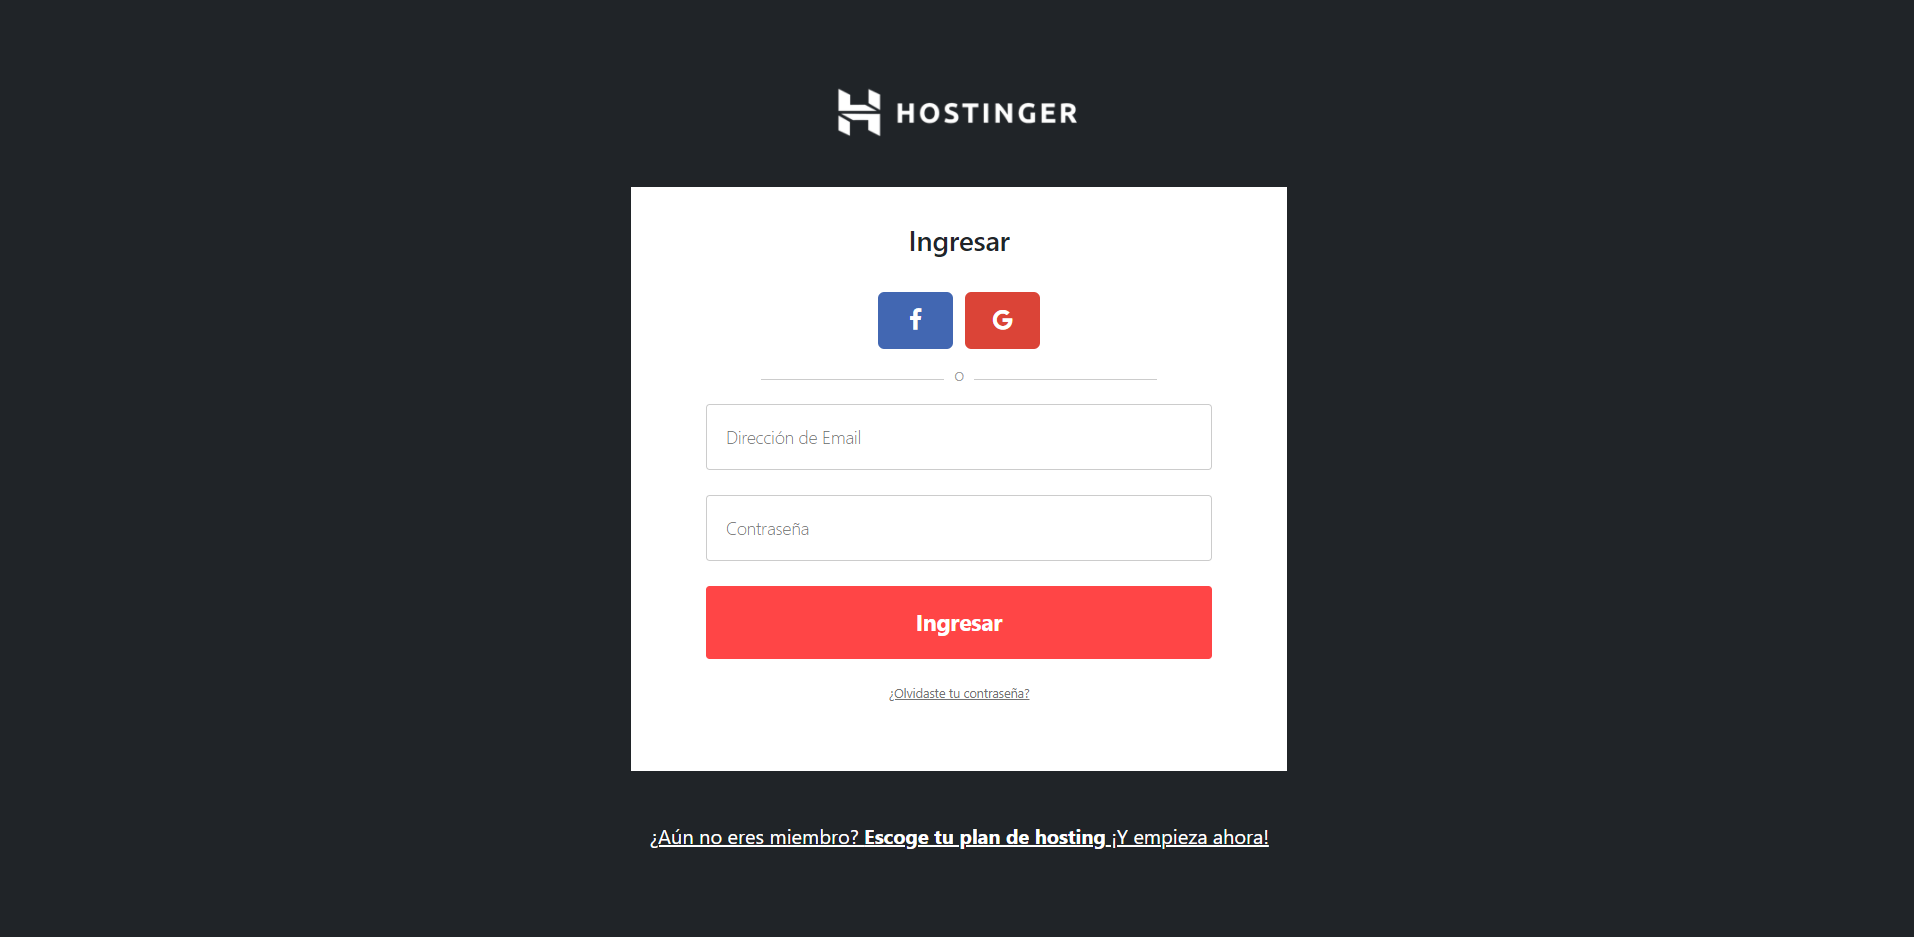 HOSTINGER
Ingresar
f G
O
Dirección de Email
Contraseña
Ingresar
¿Olvidaste tu contraseña?
¿Aún no eres miembro? Escoge tu plan de hosting ¡Y empieza ahora!